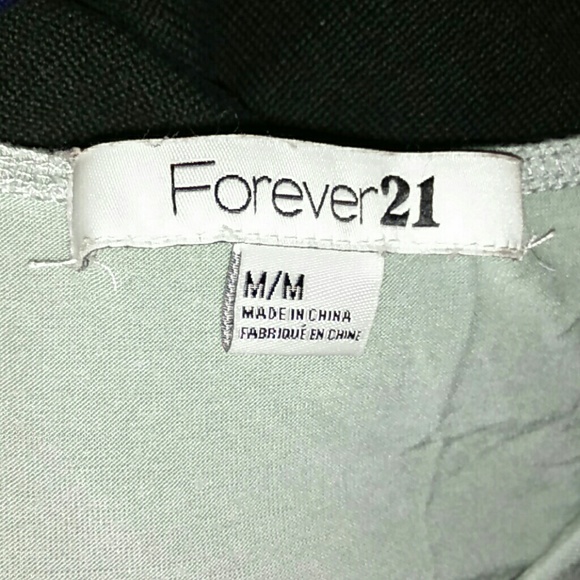 Forever21
M/M
MADE IN CHINA
FABRIQUÉ EN CHINE